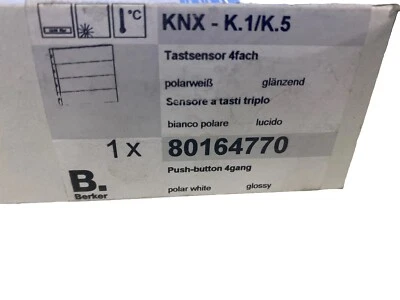 °C
KNX - K.1/K.5
Tastsensor 4fach
polarweiß glänzend
Sensore a tasti triplo
bianco polare lucido
1 x 80164770
Push-button 4gang
polar white glossy
B.
Berker